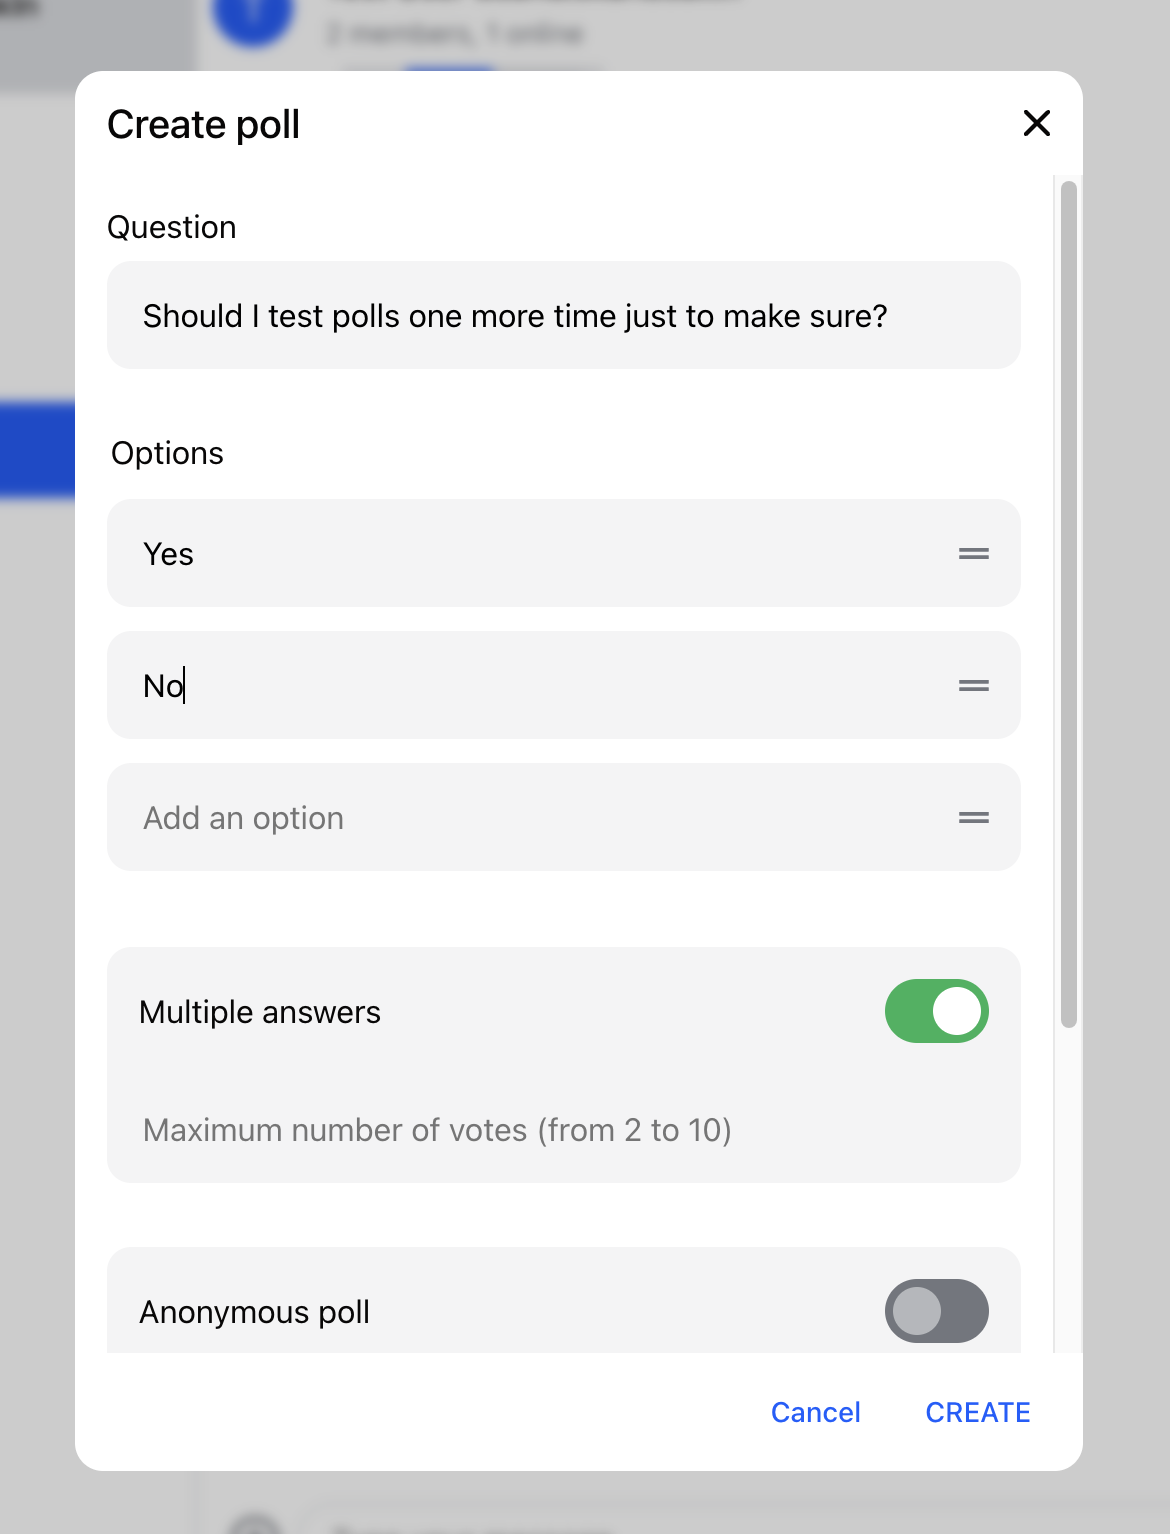 2 members, 1 online
Create poll
Question
Should I test polls one more time just to make sure?
Options
Yes
No
Add an option
Multiple answers
Maximum number of votes (from 2 to 10)
Anonymous poll
Cancel
CREATE